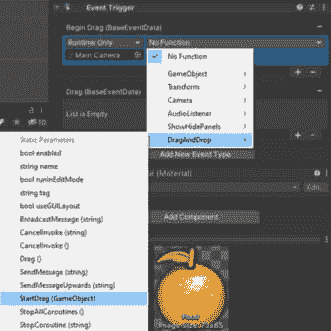 Event Trigger
Begin Drag (BaseEventData)
Runtime Only
No Function
Main Camera
No Function
GameObject
Transform
Camera
AudioListener
ShowHidePanels
DragAndDrop
Drag (BaseEventData)
List is Empty
Add New Event Type
(Material)
Edit..
Add Component
Static Parameters
bool enabled
string name
bool runInEditMode
string tag
bool useGUILayout
BroadcastMessage (string)
CancelInvoke (string)
CancelInvoke ()
Drag ()
SendMessage (string)
SendMessageUpwards (string)
StartDrag (GameObject)
StopAllCoroutines ()
StopCoroutine (string)